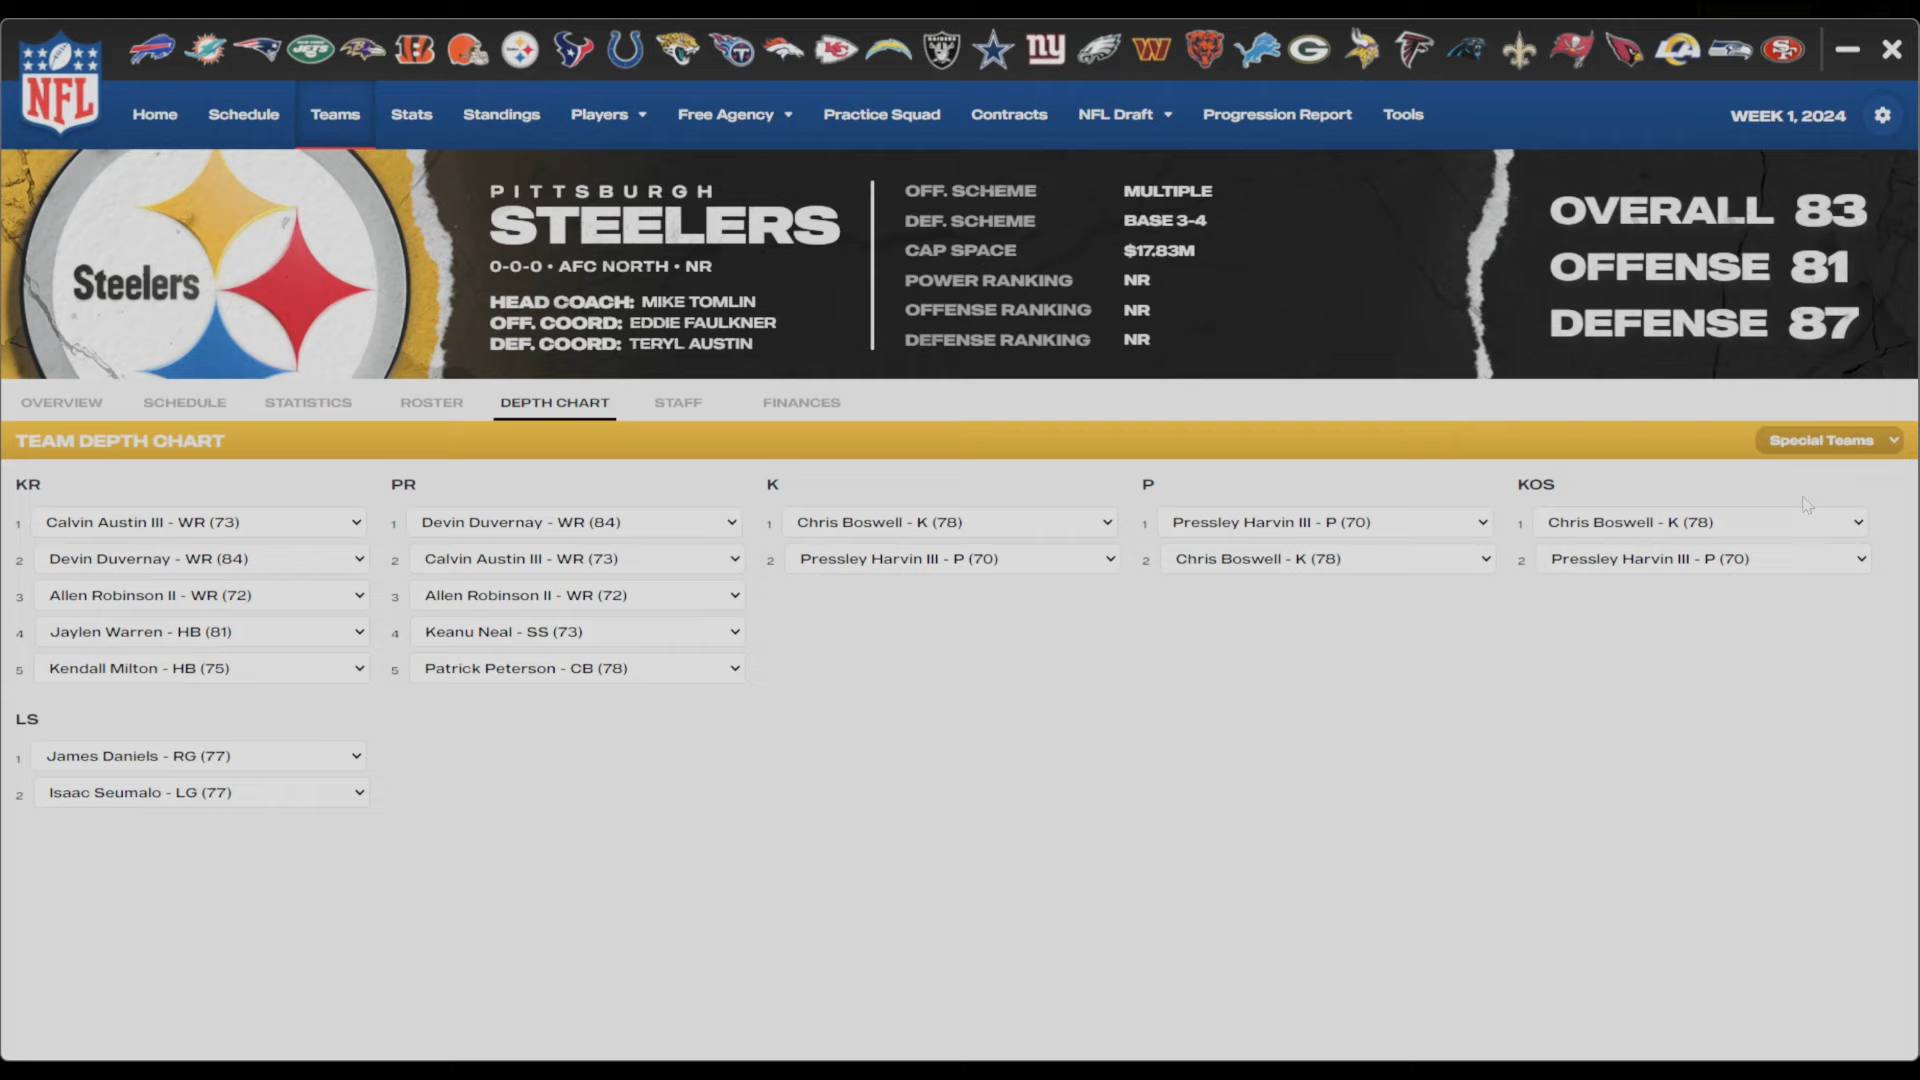 NFL
Home
Schedule
Teams
Stats
Standings
Players
Free Agency
Practice Squad
Contracts
NFL Draft
Progression Report
Tools
WEEK 1, 2024
Steelers
PITTSBURGH
STEELERS
0-0-0 • AFC NORTH • NR
HEAD COACH: MIKE TOMLIN
OFF. COORD: EDDIE FAULKNER
DEF. COORD: TERYL AUSTIN
OFF. SCHEME MULTIPLE
DEF. SCHEME BASE 3-4
CAP SPACE $17.83M
POWER RANKING NR
OFFENSE RANKING NR
DEFENSE RANKING NR
OVERALL 83
OFFENSE 81
DEFENSE 87
OVERVIEW
SCHEDULE
STATISTICS
ROSTER
DEPTH CHART
STAFF
FINANCES
TEAM DEPTH CHART
Special Teams
KR
1 Calvin Austin III - WR (73)
2 Devin Duvernay - WR (84)
3 Allen Robinson II - WR (72)
4 Jaylen Warren - HB (81)
5 Kendall Milton - HB (75)
PR
1 Devin Duvernay - WR (84)
2 Calvin Austin III - WR (73)
3 Allen Robinson II - WR (72)
4 Keanu Neal - SS (73)
5 Patrick Peterson - CB (78)
K
1 Chris Boswell - K (78)
2 Pressley Harvin III - P (70)
P
1 Pressley Harvin III - P (70)
2 Chris Boswell - K (78)
KOS
1 Chris Boswell - K (78)
2 Pressley Harvin III - P (70)
LS
1 James Daniels - RG (77)
2 Isaac Seumalo - LG (77)